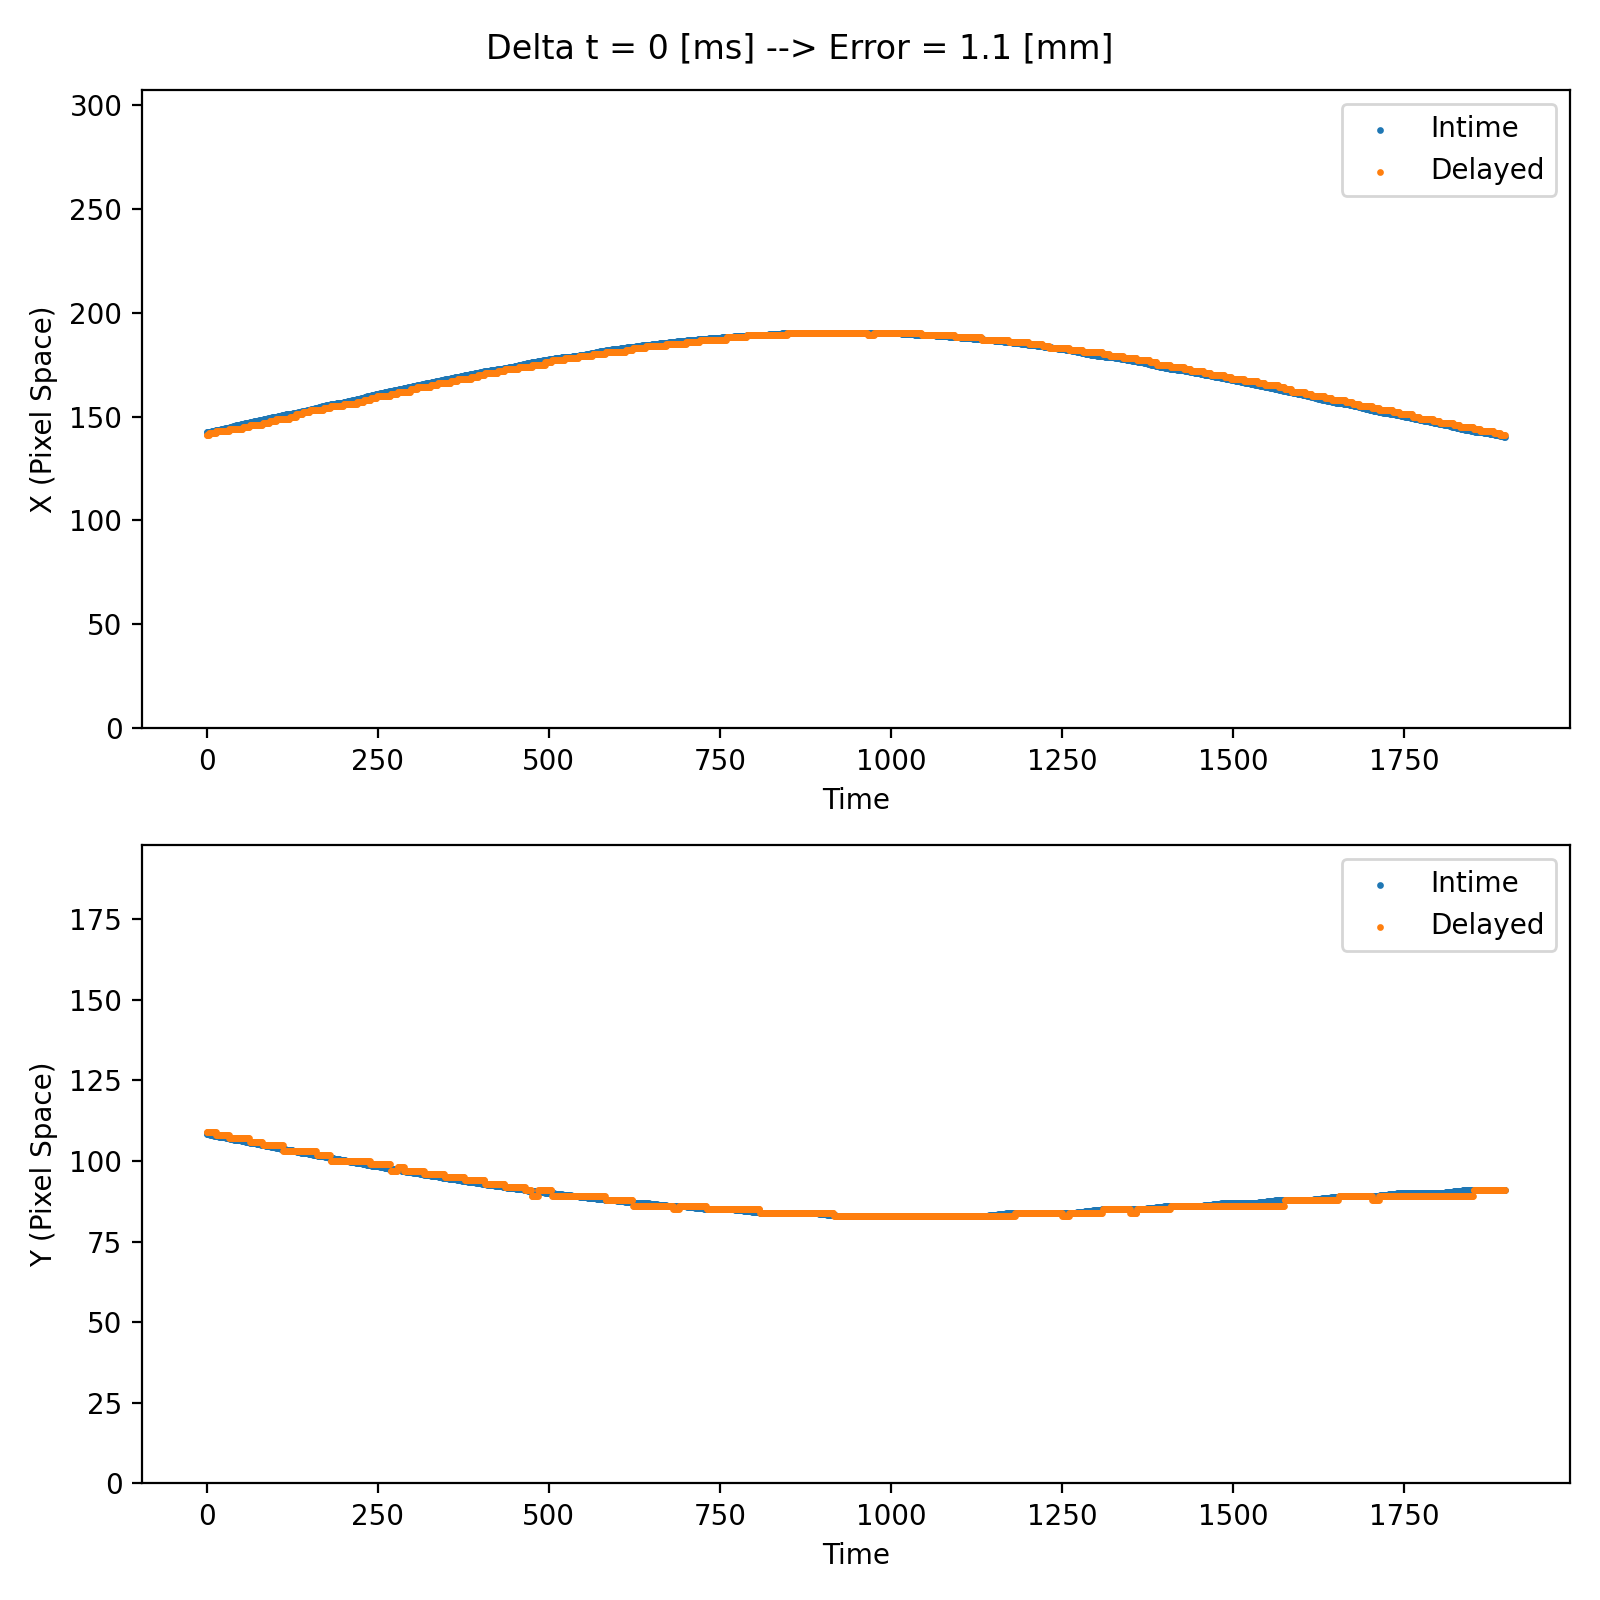 Delta t = 0 [ms] --> Error = 1.1 [mm]
300
250
200
150
100
50
0
X (Pixel Space)
Intime
Delayed
0 250 500 750 1000 1250 1500 1750
Time
175
150
125
100
75
50
25
0
Y (Pixel Space)
Intime
Delayed
0 250 500 750 1000 1250 1500 1750
Time